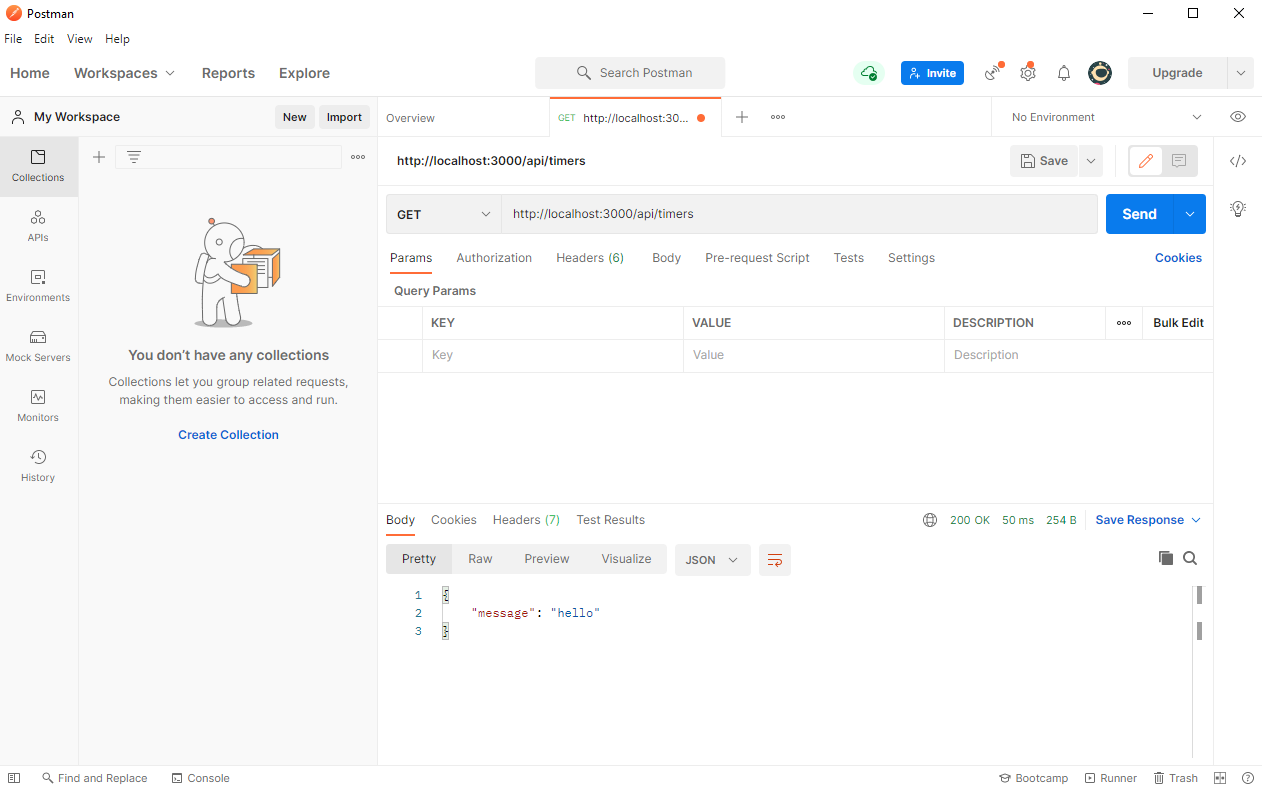 Postman
File Edit View Help
Home Workspaces Reports Explore Search Postman Invite Upgrade
My Workspace New Import Overview GET http://localhost:30... No Environment
Collections
APIs
Environments
Mock Servers
Monitors
History
You don't have any collections
Collections let you group related requests,
making them easier to access and run.
Create Collection
http://localhost:3000/api/timers Save
GET http://localhost:3000/api/timers Send
Params Authorization Headers (6) Body Pre-request Script Tests Settings Cookies
Query Params
KEY VALUE DESCRIPTION Bulk Edit
Key Value Description
Body Cookies Headers (7) Test Results 200 OK 50 ms 254 B Save Response
Pretty Raw Preview Visualize JSON
1 {
2 "message": "hello"
3 }
Find and Replace Console Bootcamp Runner Trash